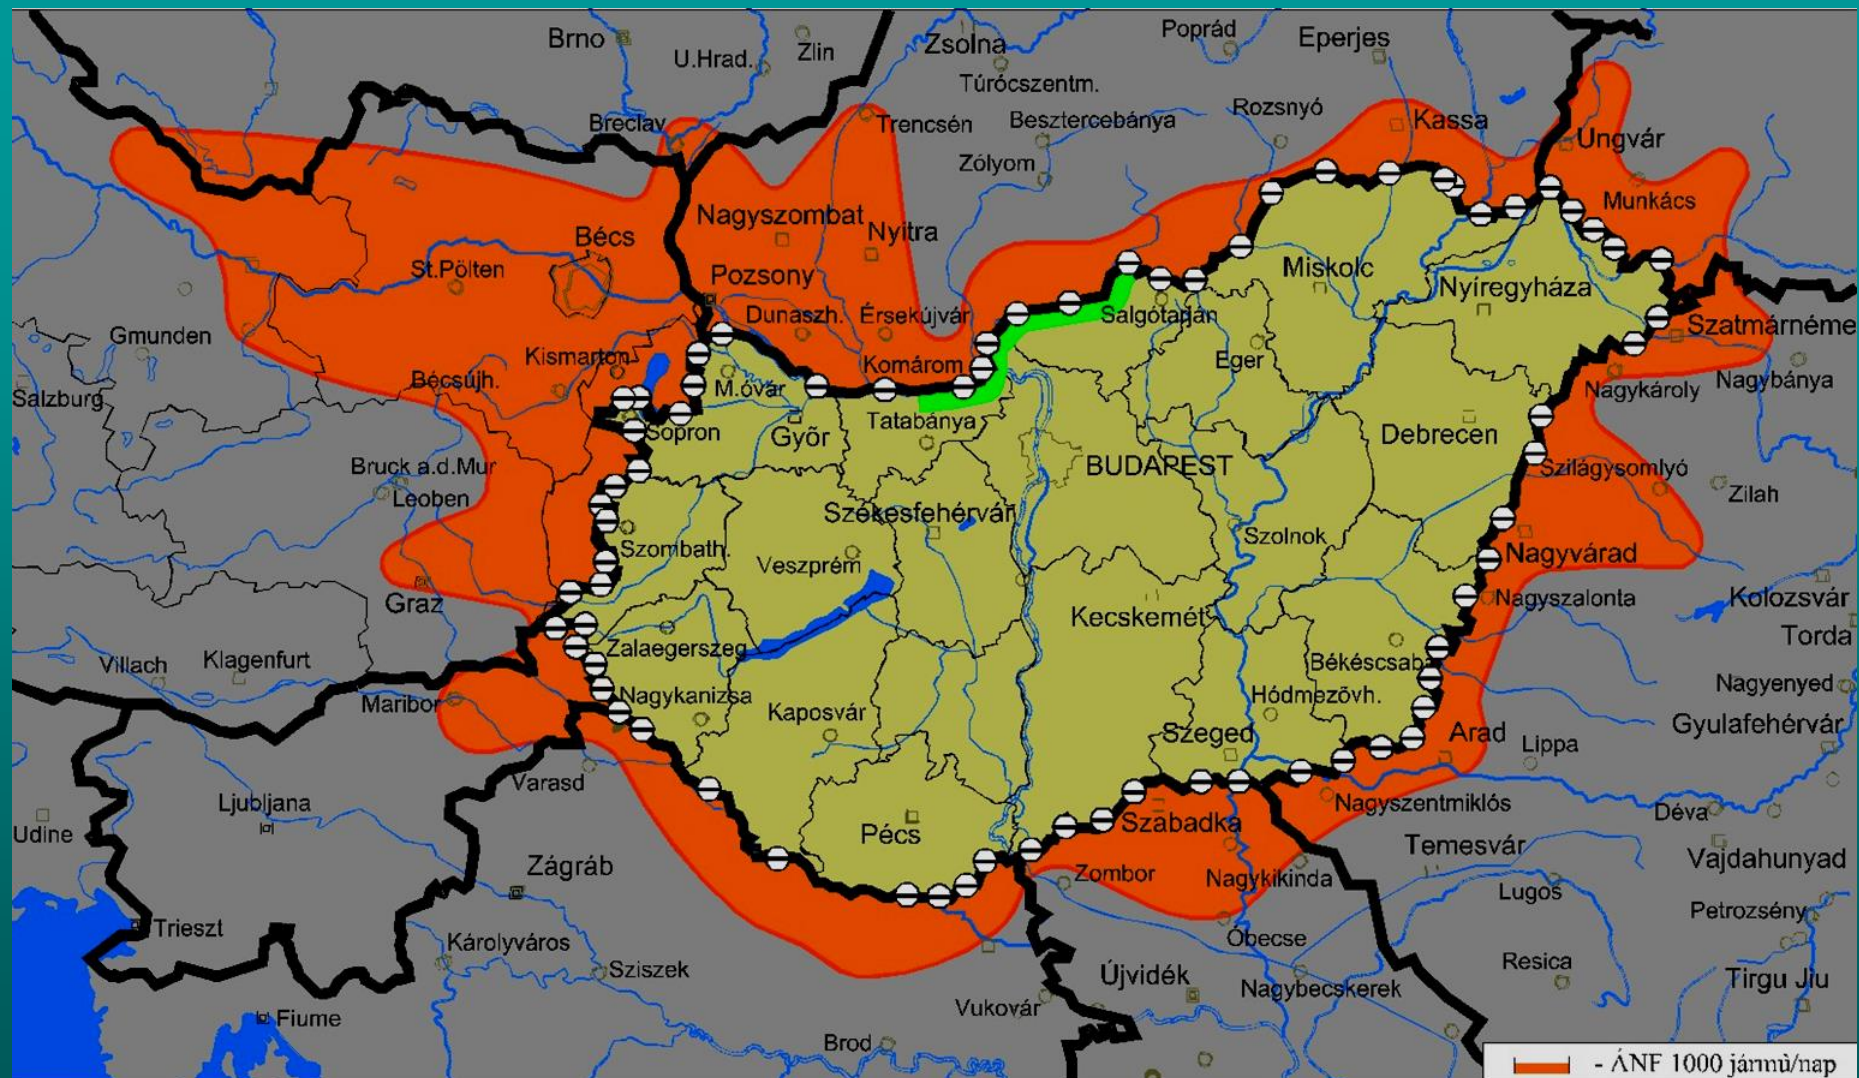 Brno
U.Hrad.
Zlin
Zsolna
Poprád
Eperjes
Túrócszentm.
Breclav
Trencsén
Besztercebánya
Rozsnyó
Kassa
Ungvár
Zólyom
Munkács
Nagyszombat
Nyitra
Bécs
St.Pölten
Pozsony
Miskolc
Nyíregyháza
Dunaszh.
Érsekújvár
Salgótarján
Szatmárnéme
Gmunden
Kismarton
Komárom
Eger
Nagykároly
Nagybánya
Salzburg
Bécsújh.
M.óvár
Sopron
Győr
Tatabánya
Debrecen
Bruck a.d.Mur
Leoben
BUDAPEST
Szilágysomlyó
Zilah
Székesfehérvár
Szolnok
Szombath.
Veszprém
Nagyvárad
Graz
Kecskemét
Nagyszalonta
Kolozsvár
Torda
Villach
Klagenfurt
Zalaegerszeg
Békéscsaba
Maribor
Nagykanizsa
Kaposvár
Hódmezõvh.
Nagyenyed
Gyulafehérvár
Szeged
Arad
Lippa
Varasd
Ljubljana
Nagyszentmiklós
Déva
Udine
Pécs
Szabadka
Temesvár
Vajdahunyad
Zágráb
Zombor
Nagykikinda
Lugos
Petrozsény
Trieszt
Károlyváros
Óbecse
Sziszek
Újvidék
Nagybecskerek
Resica
Tirgu Jiu
Vukovár
Fiume
Brod
- ÁNF 1000 jármù/nap